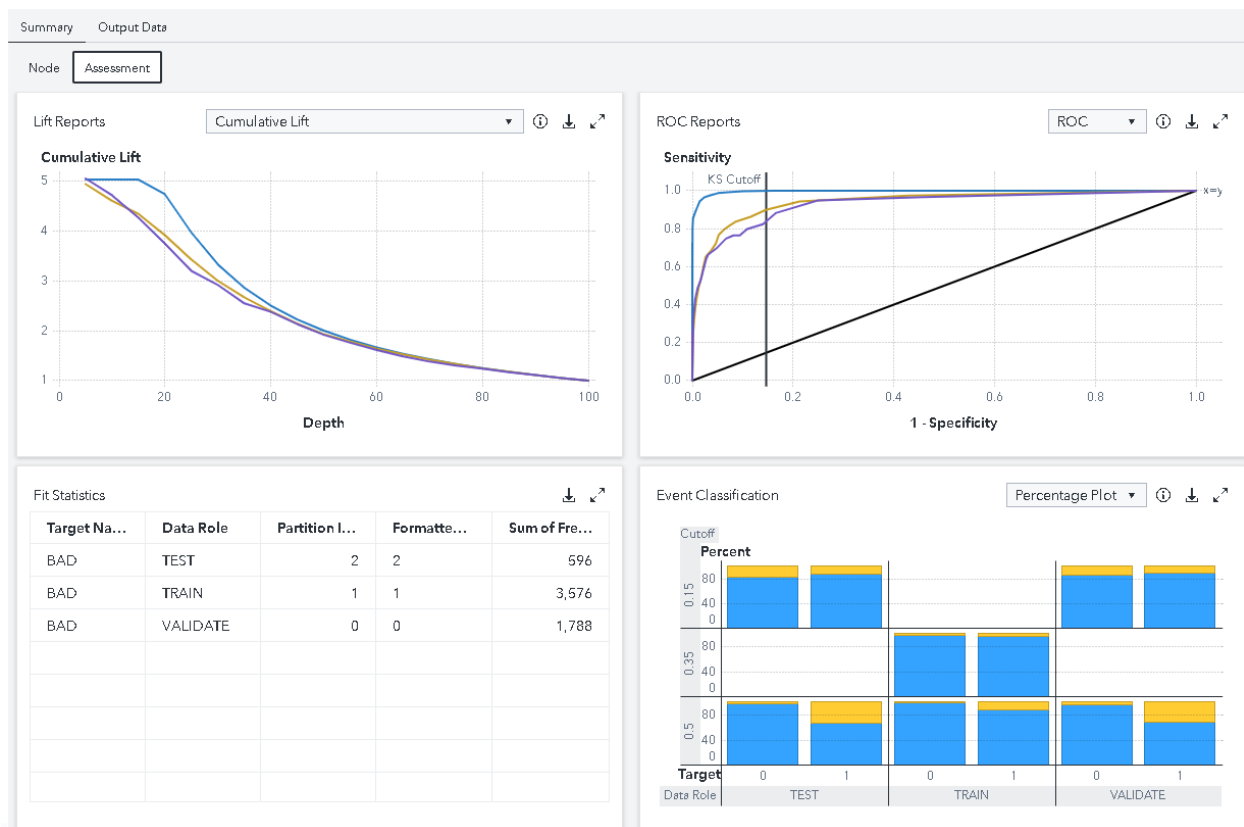 Summary Output Data
Node Assessment
Lift Reports Cumulative Lift
Cumulative Lift
5
4
3
2
1
0 20 40 60 80 100
Depth
ROC Reports ROC
Sensitivity
KS Cutoff
1.0 x=y
0.8
0.6
0.4
0.2
0.0
0.0 0.2 0.4 0.6 0.8 1.0
1 - Specificity
Fit Statistics
Target Na... Data Role Partition I... Formatte... Sum of Fre...
BAD TEST 2 2 596
BAD TRAIN 1 1 3,576
BAD VALIDATE 0 0 1,788
Event Classification Percentage Plot
Cutoff
Percent
0.15
80
40
0
0.35
80
40
0
0.5
80
40
0
Target 0 1 0 1 0 1
Data Role TEST TRAIN VALIDATE